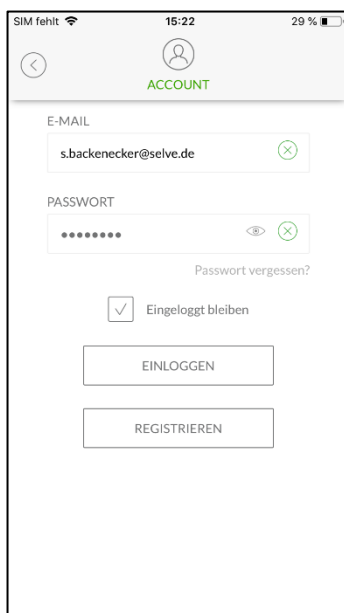 SIM fehlt 15:22 29 %
ACCOUNT
E-MAIL
s.backenecker@selve.de
PASSWORT
••••••••
Passwort vergessen?
Eingeloggt bleiben
EINLOGGEN
REGISTRIEREN